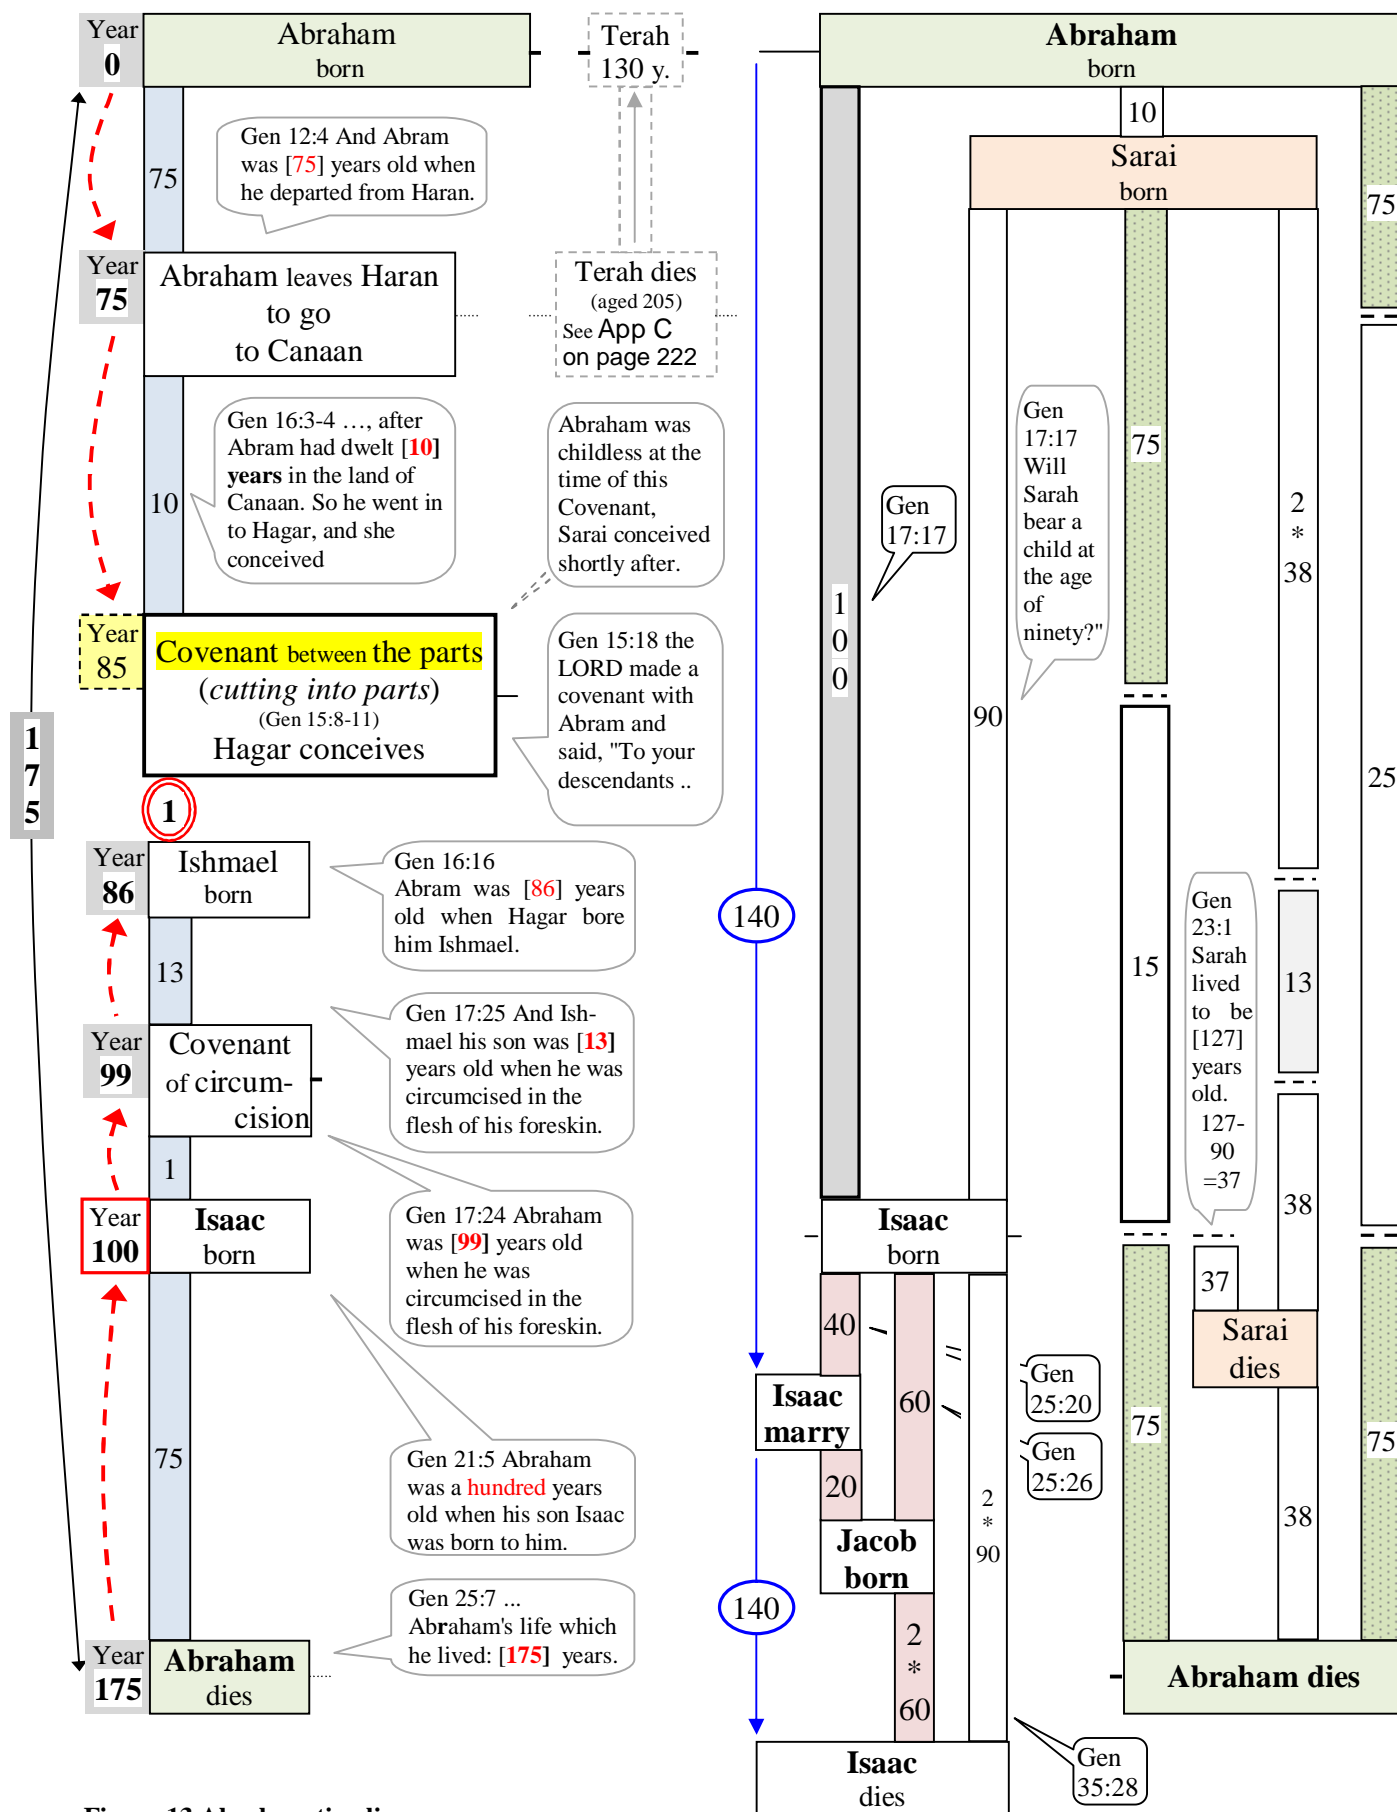 Year
0
Abraham
born
Terah
130 y.
75
Gen 12:4 And Abram
was [75] years old when
he departed from Haran.
Year
75
Abraham leaves Haran
to go
to Canaan
Terah dies
(aged 205)
See App C
on page 222
10
Gen 16:3-4 …, after
Abram had dwelt [10]
years in the land of
Canaan. So he went in
to Hagar, and she
conceived
Abraham was
childless at the
time of this
Covenant,
Sarai conceived
shortly after.
Year
85
Covenant between the parts
(cutting into parts)
(Gen 15:8-11)
Hagar conceives
Gen 15:18 the
LORD made a
covenant with
Abram and
said, "To your
descendants ..
1
7
5
1
Year
86
Ishmael
born
Gen 16:16
Abram was [86] years
old when Hagar bore
him Ishmael.
13
Year
99
Covenant
of circum-
cision
Gen 17:25 And Ish-
mael his son was [13]
years old when he was
circumcised in the
flesh of his foreskin.
1
Year
100
Isaac
born
Gen 17:24 Abraham
was [99] years old
when he was
circumcised in the
flesh of his foreskin.
75
Gen 21:5 Abraham
was a hundred years
old when his son Isaac
was born to him.
Gen 25:7 ...
Abraham's life which
he lived: [175] years.
Year
175
Abraham
dies
Abraham
born
10
Sarai
born
75
75
2
*
38
Gen
17:17
Will
Sarah
bear a
child at
the age
of
ninety?"
Gen
17:17
1
0
0
90
25
140
15
Gen
23:1
Sarah
lived
to be
[127]
years
old.
127-
90
=37
13
38
Isaac
born
37
Sarai
dies
40
60
Gen
25:20
Isaac
marry
75
75
Gen
25:26
20
2
*
90
38
Jacob
born
140
2
*
60
Abraham dies
Gen
35:28
Isaac
dies